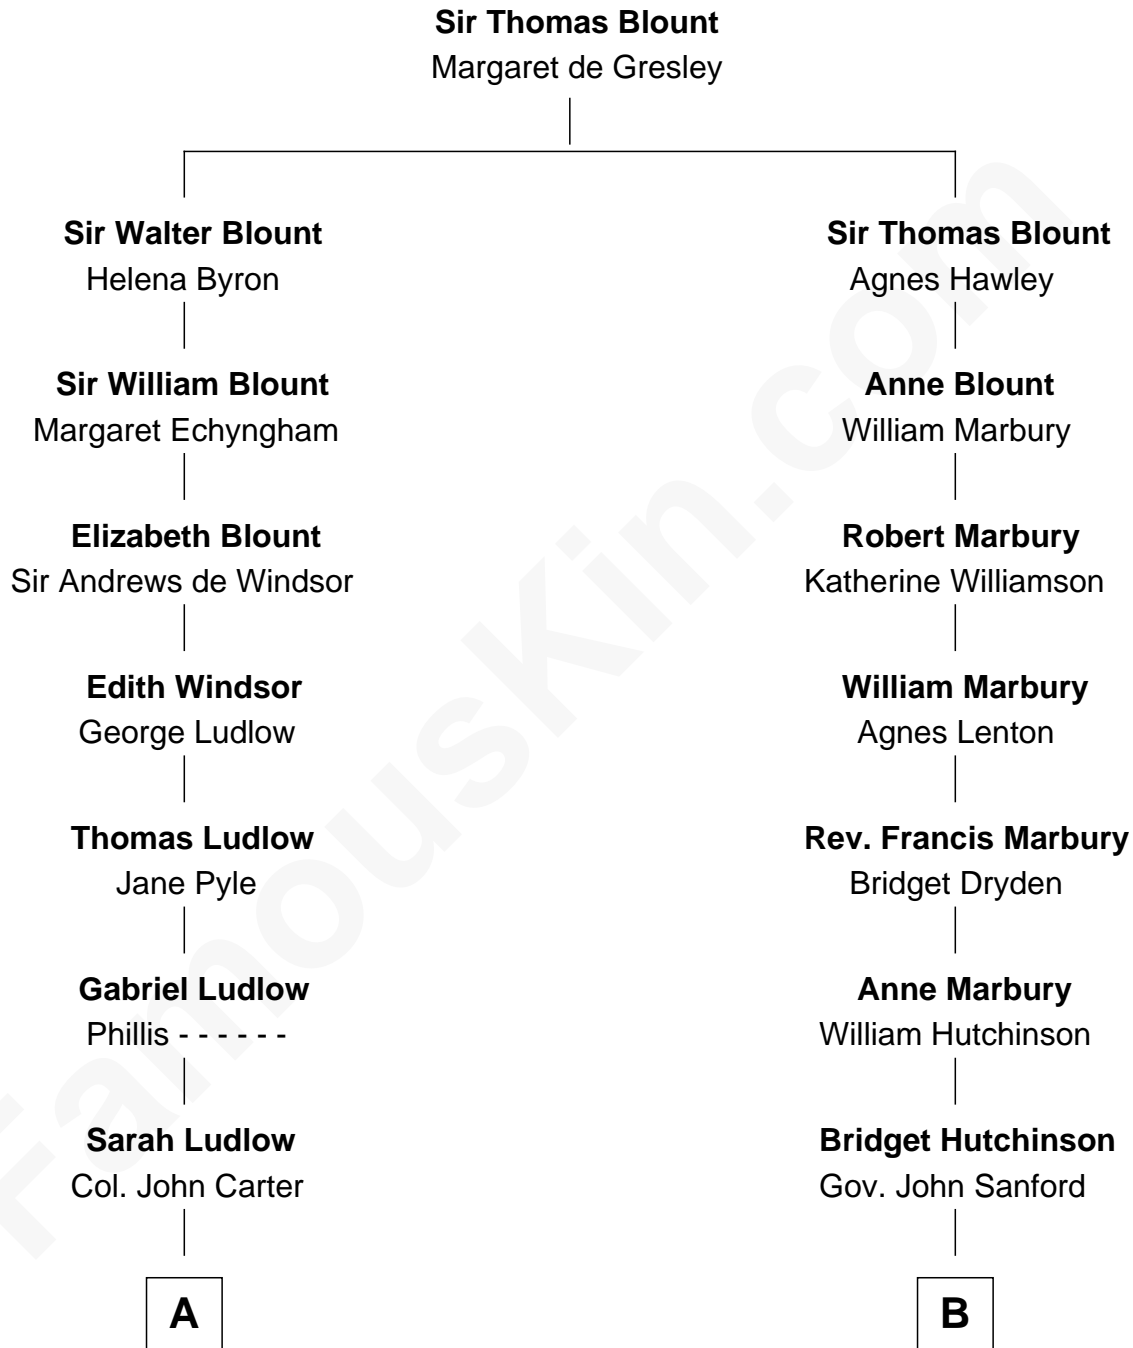 Sir Thomas Blount
Margaret de Gresley
Sir Walter Blount
Helena Byron
Sir William Blount
Margaret Echyngham
Elizabeth Blount
Sir Andrews de Windsor
Edith Windsor
George Ludlow
Thomas Ludlow
Jane Pyle
Gabriel Ludlow
Phillis - - - - - -
Sarah Ludlow
Col. John Carter
A
Sir Thomas Blount
Agnes Hawley
Anne Blount
William Marbury
Robert Marbury
Katherine Williamson
William Marbury
Agnes Lenton
Rev. Francis Marbury
Bridget Dryden
Anne Marbury
William Hutchinson
Bridget Hutchinson
Gov. John Sanford
B
FamousKin.com